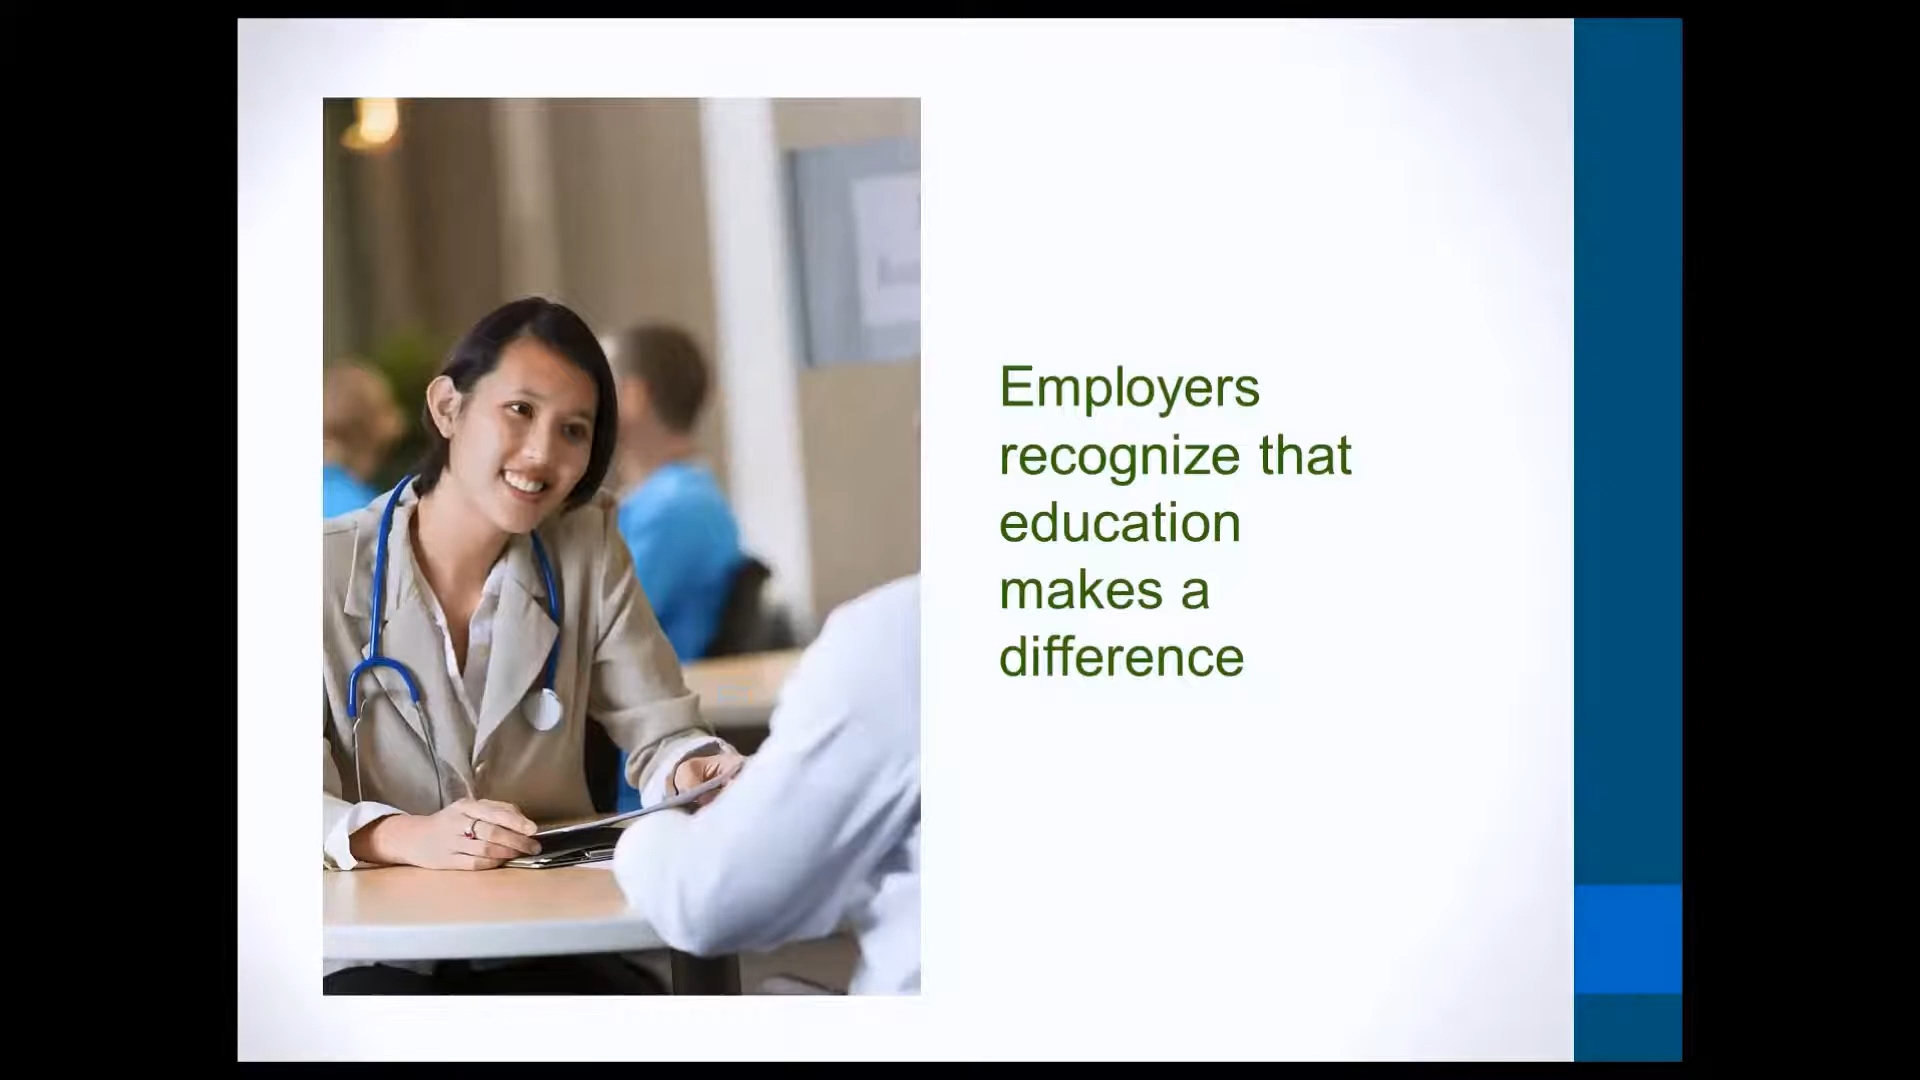 Employers
recognize that
education
makes a
difference